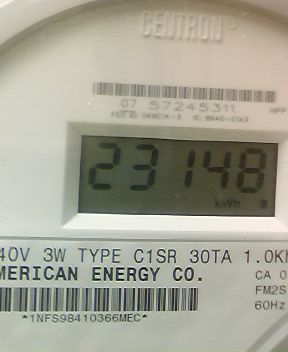 CENTRON
07 57245311
23148
kWh
40V 3W TYPE C1SR 30TA 1.0Kh
MERICAN ENERGY CO.
CA 0
FM2S
60Hz
*1NFS98410366MEC*